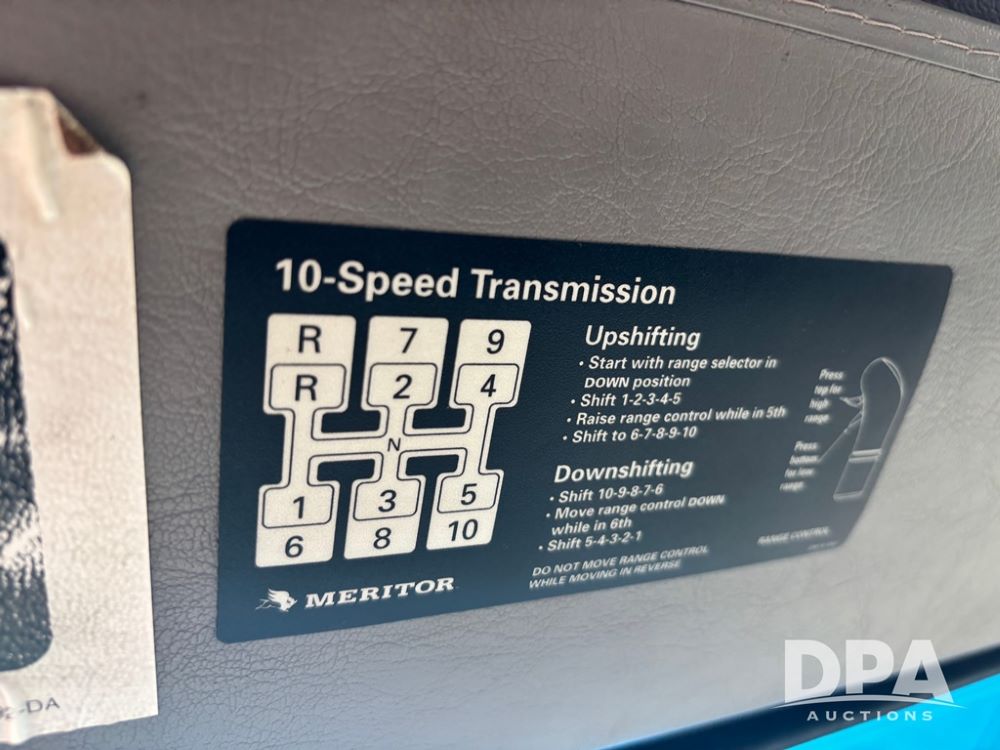 10-Speed Transmission
R 7 9
R 2 4
N
1 3 5
6 8 10
MERITOR
Upshifting
• Start with range selector in
DOWN position
• Shift 1-2-3-4-5
• Raise range control while in 5th
• Shift to 6-7-8-9-10
Downshifting
• Shift 10-9-8-7-6
• Move range control DOWN
while in 6th
• Shift 5-4-3-2-1
DO NOT MOVE RANGE CONTROL
WHILE MOVING IN REVERSE
Press
top for
high
range.
Press
bottom
for low
range.
RANGE CONTROL
-DA
DPA
AUCTIONS